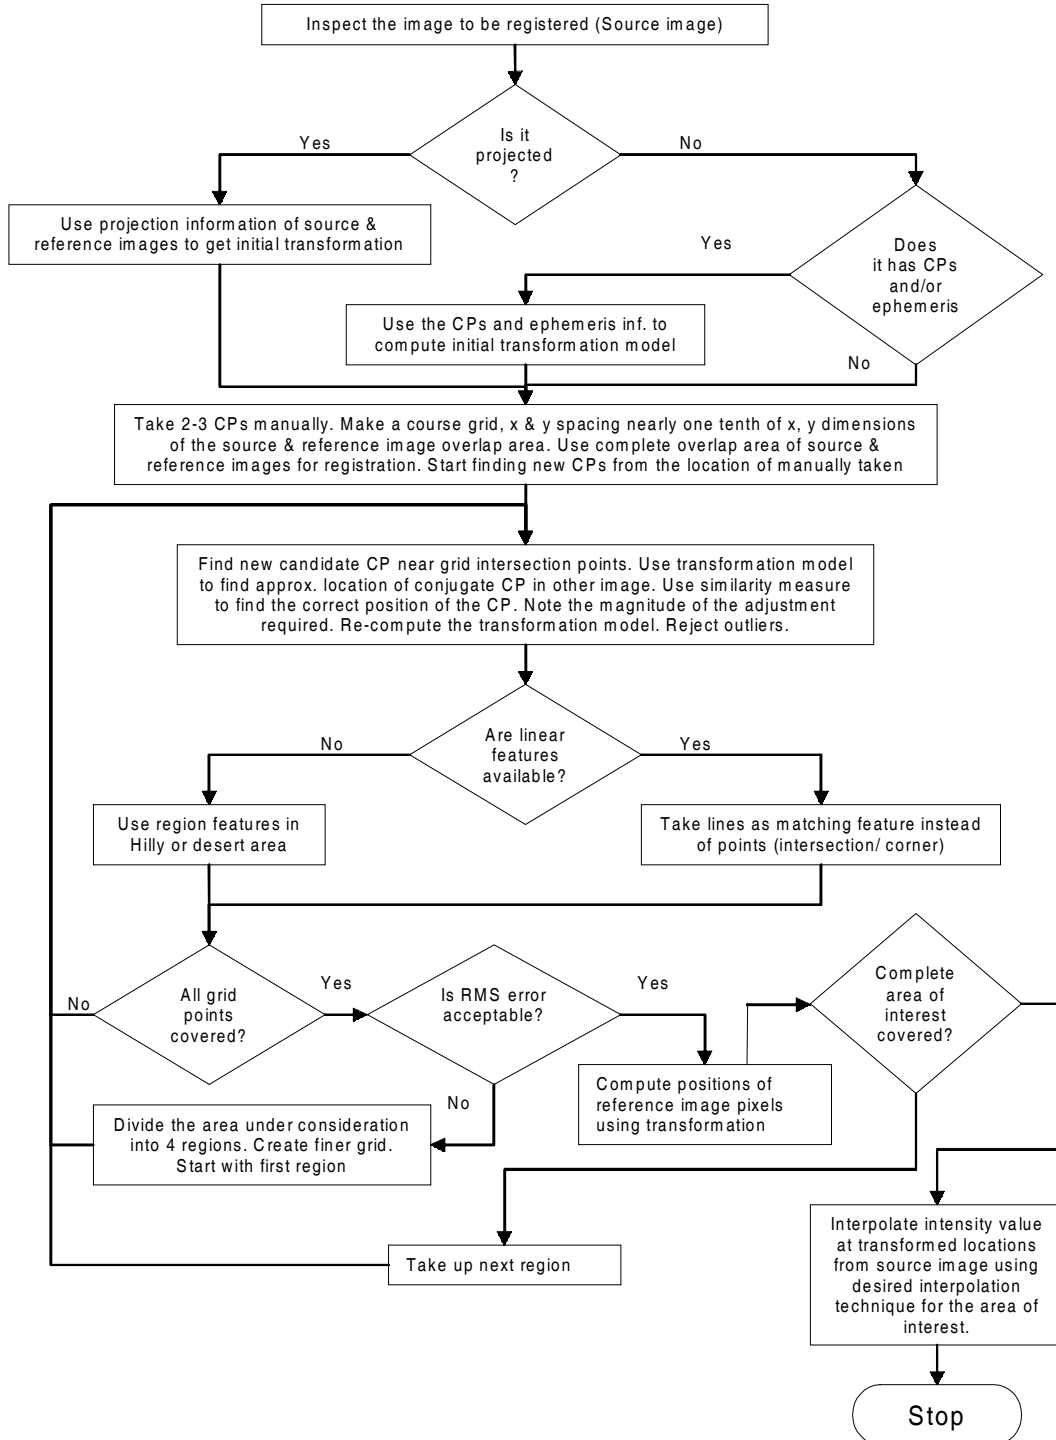 Inspect the image to be registered (Source image)
Is it
projected
?
Yes
No
Use projection information of source &
reference images to get initial transformation
Does
it has CPs
and/or
ephemeris
Yes
Use the CPs and ephemeris inf. to
compute initial transformation model
No
Take 2-3 CPs manually. Make a course grid, x & y spacing nearly one tenth of x, y dimensions
of the source & reference image overlap area. Use complete overlap area of source &
reference images for registration. Start finding new CPs from the location of manually taken
Find new candidate CP near grid intersection points. Use transformation model
to find approx. location of conjugate CP in other image. Use similarity measure
to find the correct position of the CP. Note the magnitude of the adjustment
required. Re-compute the transformation model. Reject outliers.
Are linear
features
available?
No
Yes
Use region features in
Hilly or desert area
Take lines as matching feature instead
of points (intersection/ corner)
All grid
points
covered?
No
Yes
Is RMS error
acceptable?
Yes
No
Complete
area of
interest
covered?
Compute positions of
reference image pixels
using transformation
Divide the area under consideration
into 4 regions. Create finer grid.
Start with first region
Take up next region
Interpolate intensity value
at transformed locations
from source image using
desired interpolation
technique for the area of
interest.
Stop